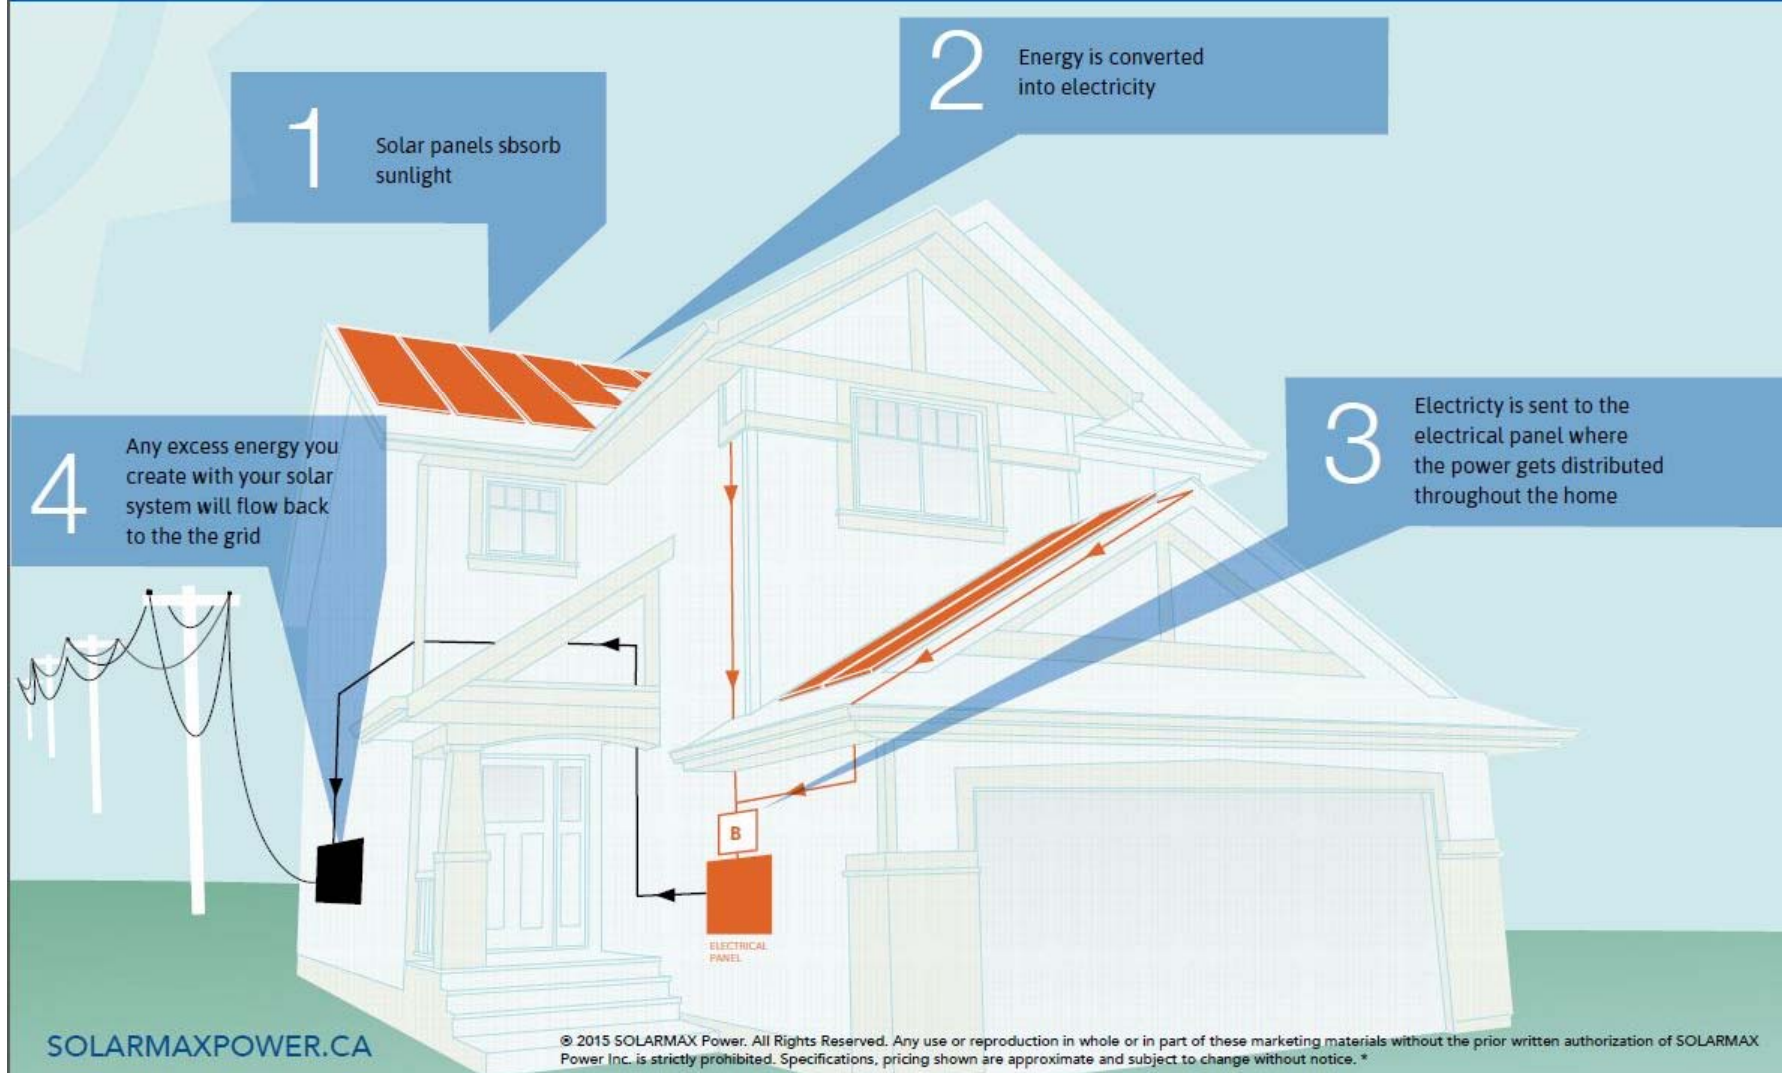 1
Solar panels sbsorb
sunlight
2
Energy is converted
into electricity
3
Electricty is sent to the
electrical panel where
the power gets distributed
throughout the home
4
Any excess energy you
create with your solar
system will flow back
to the the grid
B
ELECTRICAL
PANEL
SOLARMAXPOWER.CA
® 2015 SOLARMAX Power. All Rights Reserved. Any use or reproduction in whole or in part of these marketing materials without the prior written authorization of SOLARMAX
Power Inc. is strictly prohibited. Specifications, pricing shown are approximate and subject to change without notice. *